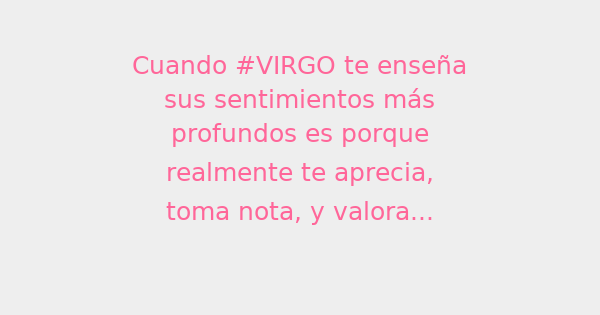 Cuando #VIRGO te enseña
sus sentimientos más
profundos es porque
realmente te aprecia,
toma nota, y valora...